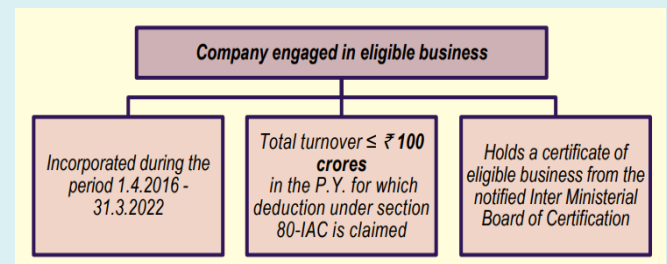 Company engaged in eligible business
Incorporated during the
period 1.4.2016 -
31.3.2022
Total turnover ≤ ₹ 100
crores
in the P.Y. for which
deduction under section
80-IAC is claimed
Holds a certificate of
eligible business from the
notified Inter Ministerial
Board of Certification